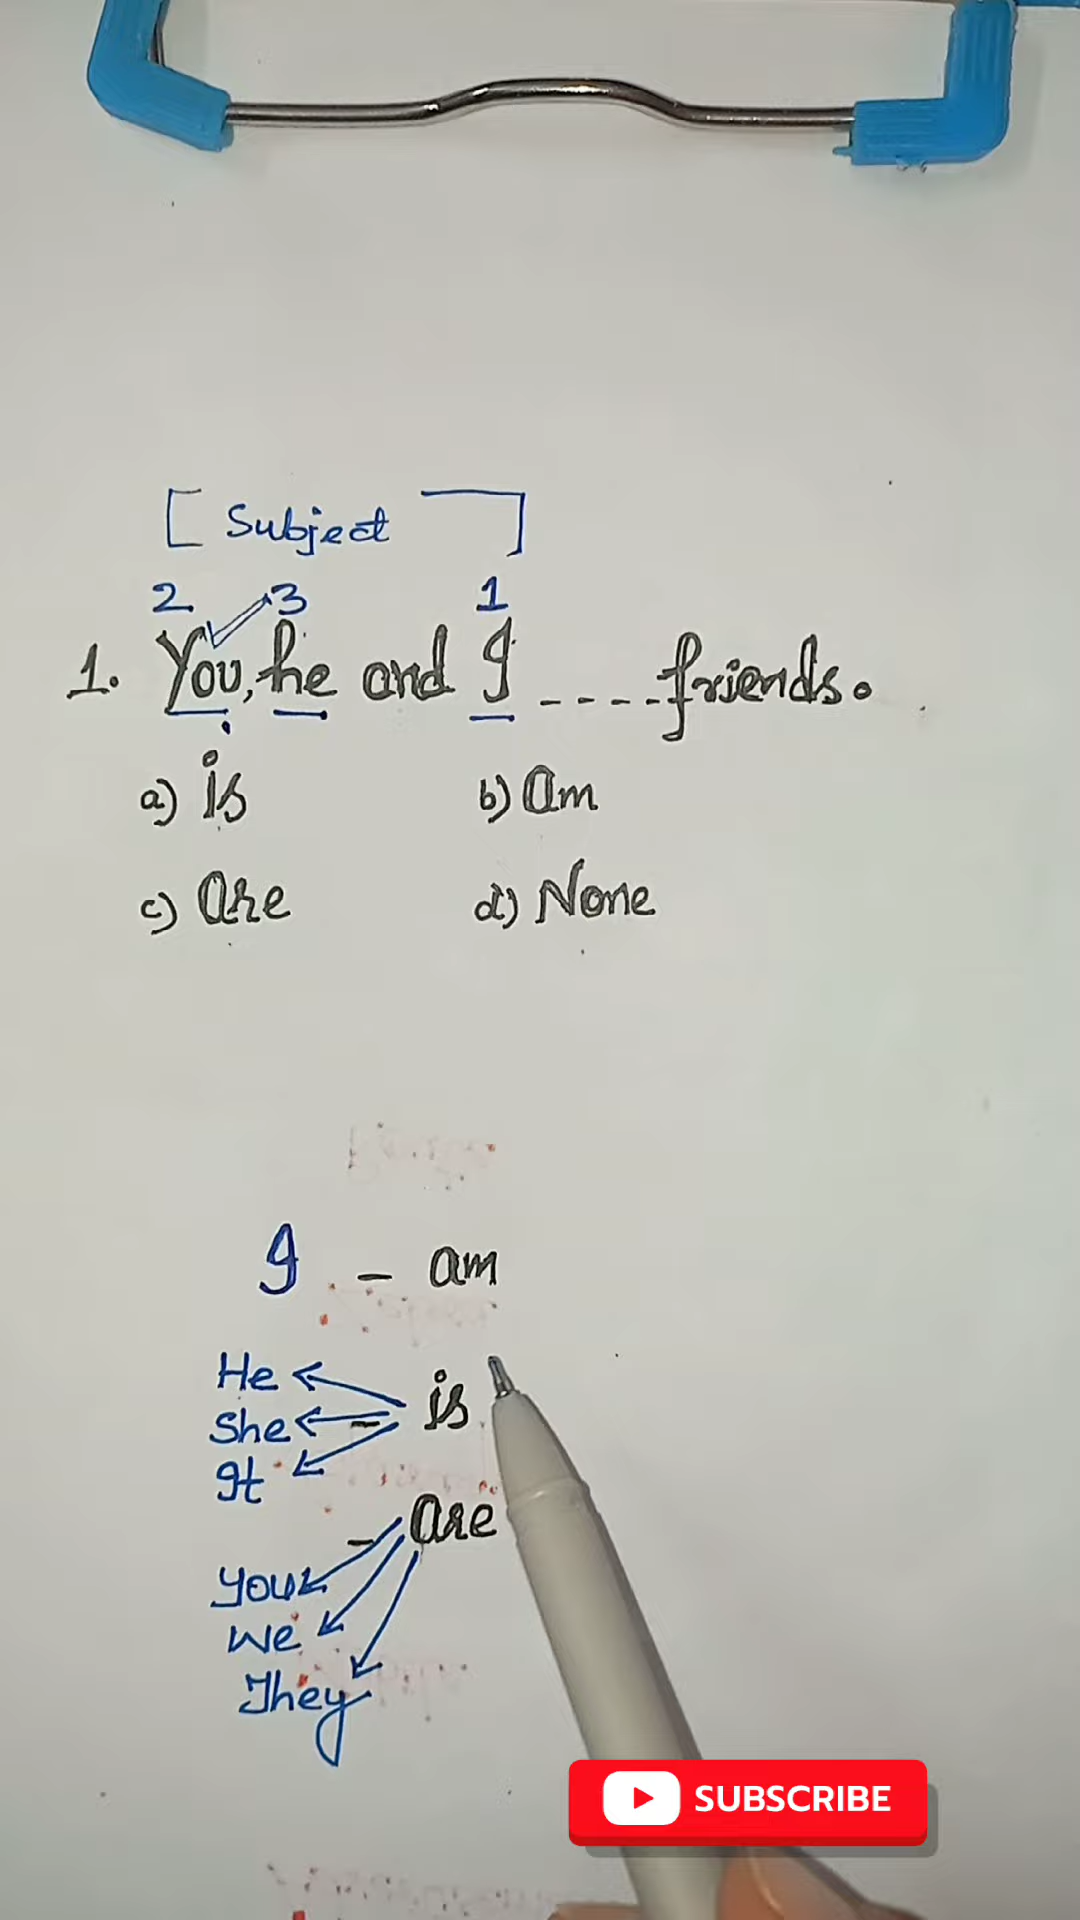 [ Subject ]
2 3 1
1. You, he and I ----friends.
a) is b) am
c) are d) None
I - am
He
She - is
It
- are
You
We
They
SUBSCRIBE